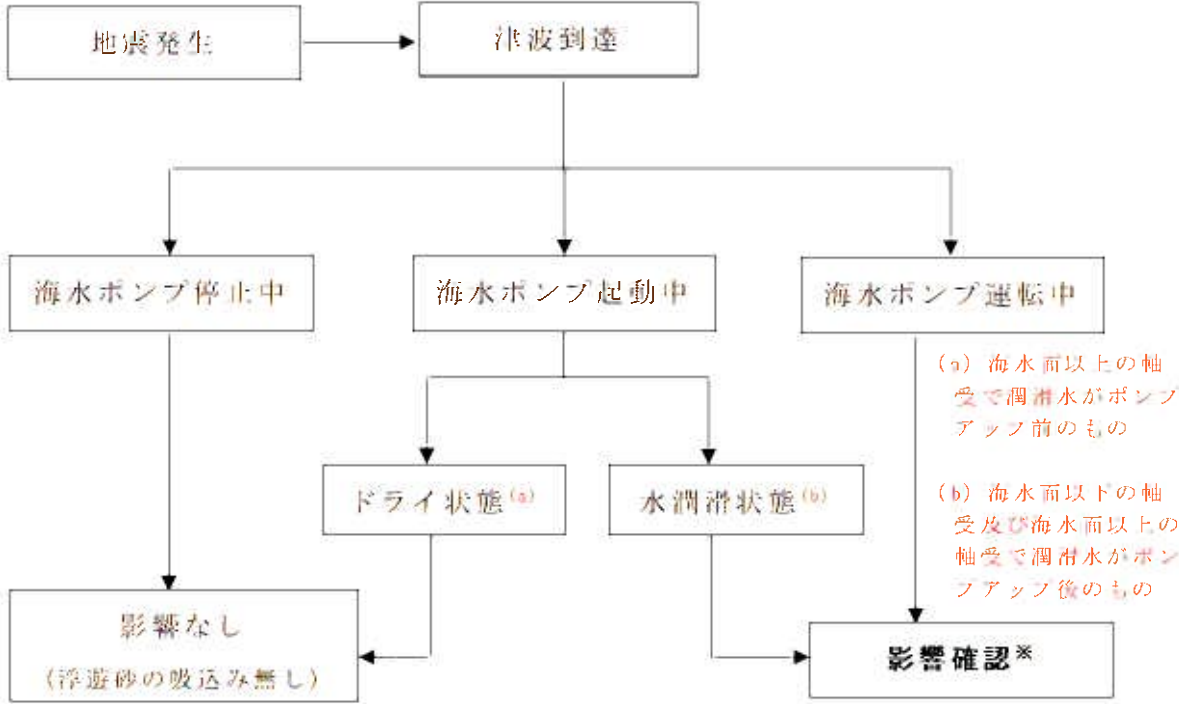 地震発生
津波到達
海水ポンプ停止中
海水ポンプ起動中
海水ポンプ運転中
(a) 海水面以上の軸
受で潤滑水がポンプ
アップ前のもの
ドライ状態(a)
水潤滑状態(b)
(b) 海水面以下の軸
受及び海水面以上の
軸受で潤滑水がポン
プアップ後のもの
影響なし
(浮遊砂の吸込み無し)
影響確認※